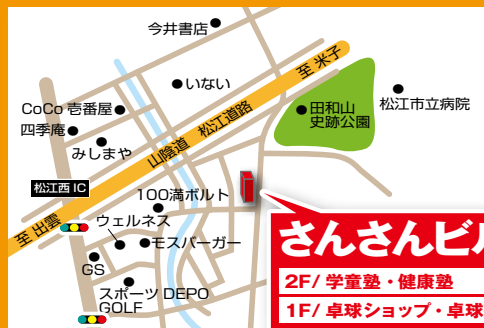 今井書店
至 米子
いない
CoCo 壱番屋
四季庵
みしまや
山陰道 松江道路
田和山
史跡公園
松江市立病院
松江西 IC
100満ボルト
至 出雲
ウェルネス
モスバーガー
GS
スポーツ DEPO
GOLF
さんさんビル
2F/ 学童塾・健康塾
1F/ 卓球ショップ・卓球